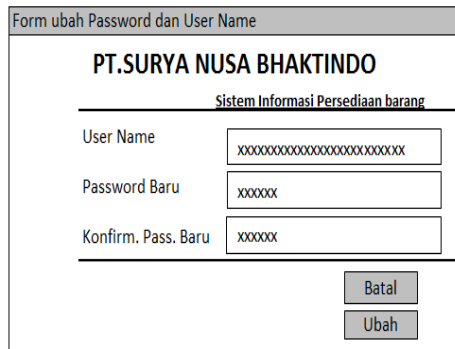 Form ubah Password dan User Name
PT.SURYA NUSA BHAKTINDO
Sistem Informasi Persediaan barang
User Name xxxxxxxxxxxxxxxxxxxxxxxxx
Password Baru xxxxxx
Konfirm. Pass. Baru xxxxxx
Batal
Ubah